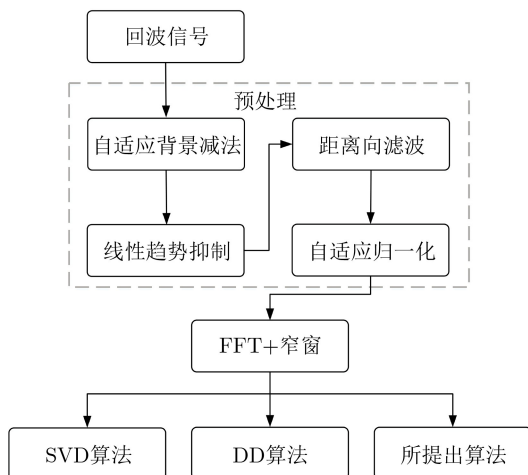 回波信号
预处理
自适应背景减法
距离向滤波
线性趋势抑制
自适应归一化
FFT+窄窗
SVD算法
DD算法
所提出算法